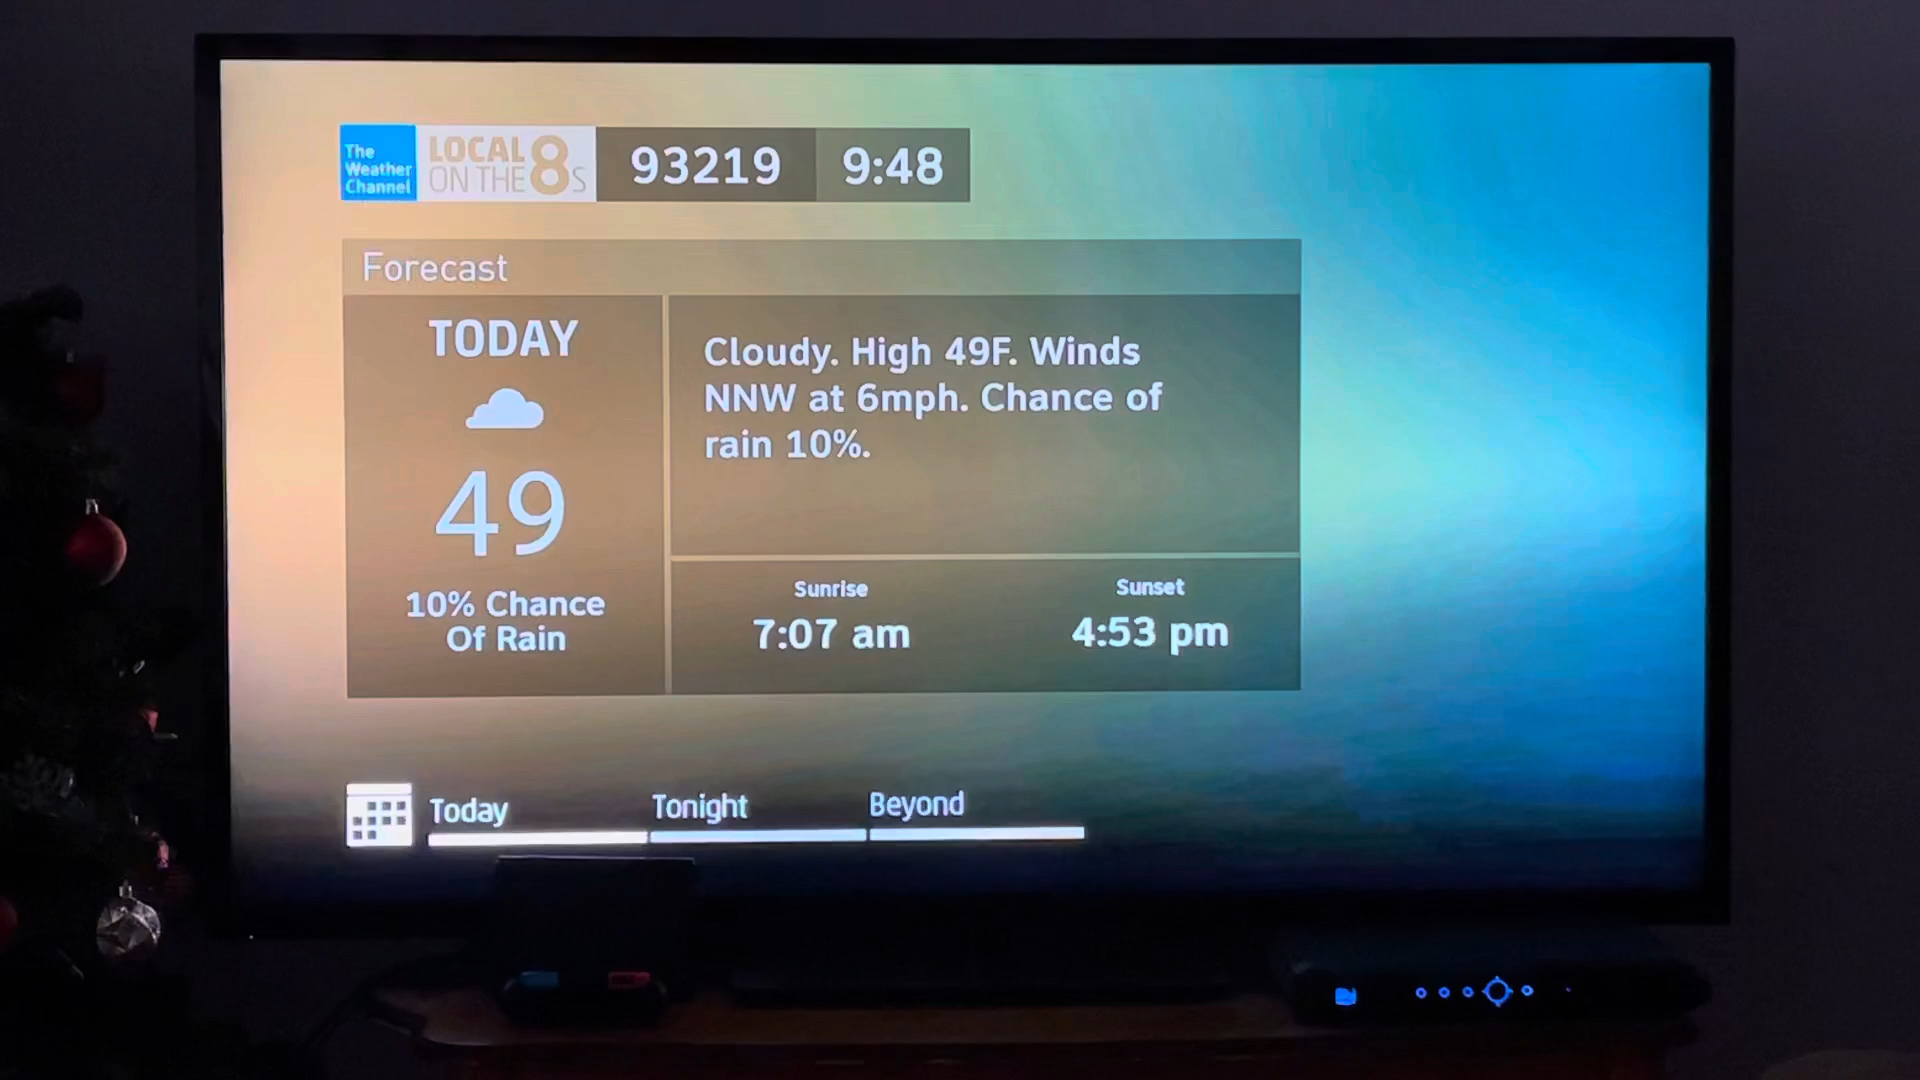 The
Weather
Channel
LOCAL
ON THE 8s
93219
9:48
Forecast
TODAY
49
10% Chance
Of Rain
Cloudy. High 49F. Winds
NNW at 6mph. Chance of
rain 10%.
Sunrise
7:07 am
Sunset
4:53 pm
Today
Tonight
Beyond